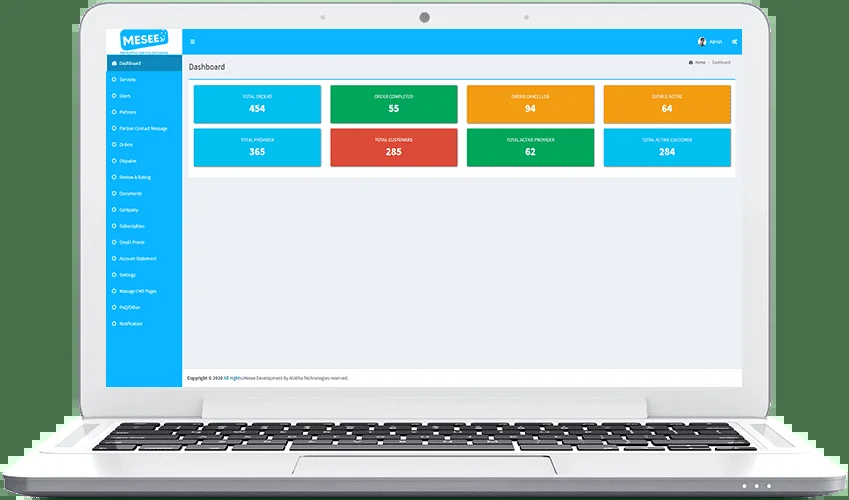 MESEE
Admin
Dashboard
Home
Dashboard
Dashboard
Services
Users
Partners
Partner Contact Message
Orders
Disputes
Review & Rating
Documents
Company
Subscription
Credit Points
Account Statement
Settings
Manage CMS Pages
FAQ/Other
Notification
TOTAL ORDERS
454
ORDER COMPLETED
55
ORDER CANCELLED
94
SERVICE ACTIVE
64
TOTAL PROVIDER
365
TOTAL CUSTOMERS
285
TOTAL ACTIVE PROVIDER
62
TOTAL ACTIVE CUSTOMER
284
Copyright © 2020 All rights Mesee Development By Alobha Technologies reserved.